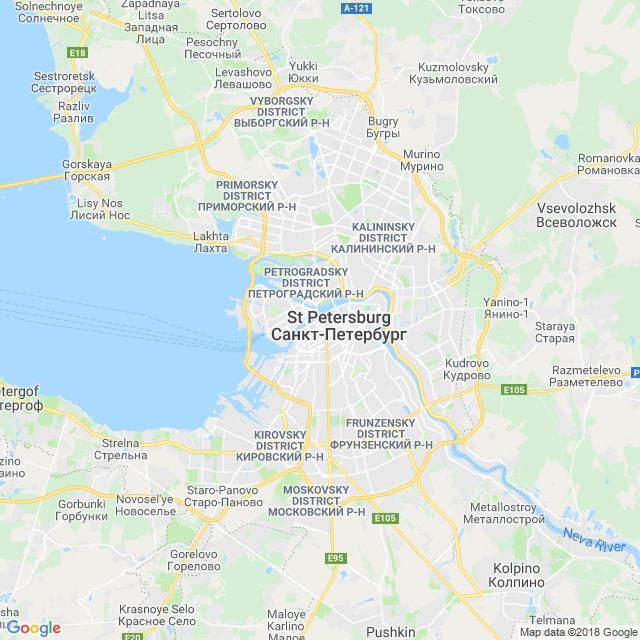 Solnechnoye
Солнечное
Zapadnaya
Litsa
Западная
Лица
Sertolovo
Сертолово
A-121
Токсово
E18
Pesochny
Песочный
Yukki
Юкки
Levashovo
Левашово
Kuzmolovsky
Кузьмоловский
Sestroretsk
Сестрорецк
Razliv
Разлив
VYBORGSKY
DISTRICT
ВЫБОРГСКИЙ Р-Н
Bugry
Бугры
Murino
Мурино
Romanovka
Романовка
Gorskaya
Горская
Lisy Nos
Лисий Нос
PRIMORSKY
DISTRICT
ПРИМОРСКИЙ Р-Н
Vsevolozhsk
Всеволожск
Lakhta
Лахта
KALININSKY
DISTRICT
КАЛИНИНСКИЙ Р-Н
PETROGRADSKY
DISTRICT
ПЕТРОГРАДСКИЙ Р-Н
Yanino-1
Янино-1
St Petersburg
Санкт-Петербург
Staraya
Старая
Kudrovo
Кудрово
Razmetelevo
Разметелево
E105
etergof
тергоф
Strelna
Стрельна
KIROVSKY
DISTRICT
КИРОВСКИЙ Р-Н
FRUNZENSKY
DISTRICT
ФРУНЗЕНСКИЙ Р-Н
zino
зино
Gorbunki
Горбунки
Novosel'ye
Новоселье
Staro-Panovo
Старо-Паново
MOSKOVSKY
DISTRICT
МОСКОВСКИЙ Р-Н
E105
Metallostroy
Металлострой
Neva River
Gorelovo
Горелово
E95
Kolpino
Колпино
Krasnoye Selo
Красное Село
E20
Maloye
Karlino
Малое
Pushkin
Telmana
Google
Map data ©2018 Google